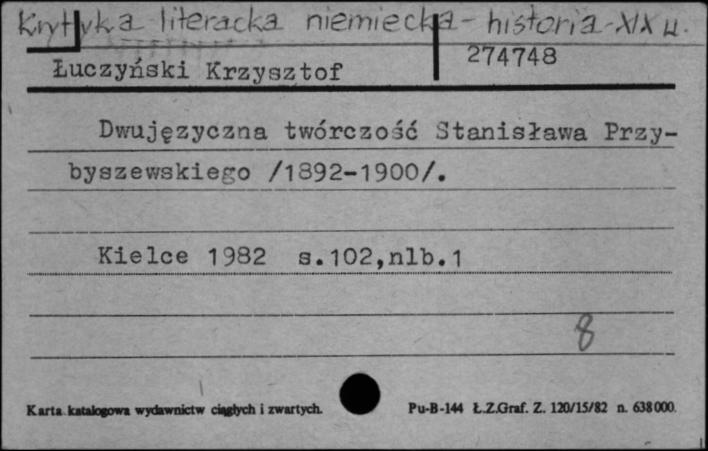 Krytyka literacka niemiecka - historia - XIX w.
Łuczyński Krzysztof
274748
Dwujęzyczna twórczość Stanisława Przy-
byszewskiego /1892-1900/.
Kielce 1982 s.102,nlb.1
8
Karta katalogowa wydawnictw ciągłych i zwartych.
Pu-B-144 Ł.Z.Graf. Z. 120/15/82 n. 638000.